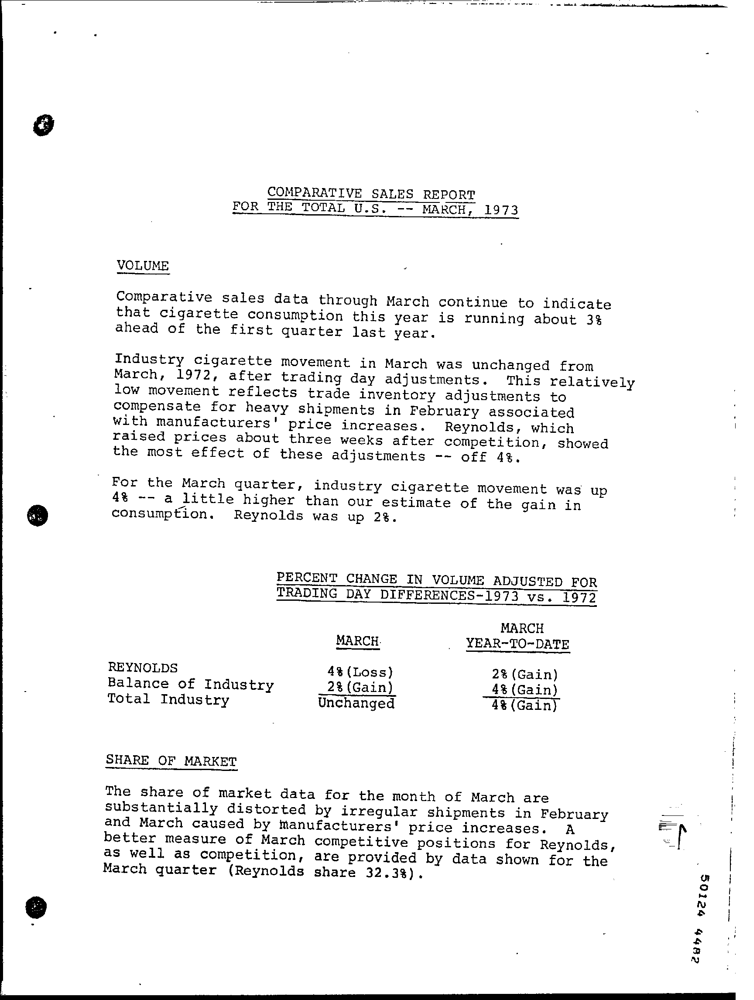 COMPARATIVE SALES REPORT
FOR THE TOTAL U.S. -- MARCH, 1973
VOLUME
Comparative sales data through March continue to indicate
that cigarette consumption this year is running about 3%
ahead of the first quarter last year.
Industry cigarette movement in March was unchanged from
March, 1972, after trading day adjustments. This relatively
low movement reflects trade inventory adjustments to
compensate for heavy shipments in February associated
with manufacturers' price increases. Reynolds, which
raised prices about three weeks after competition, showed
the most effect of these adjustments -- off 4%.
For the March quarter, industry cigarette movement was up
4% -- a little higher than our estimate of the gain in
consumption. Reynolds was up 2%.
PERCENT CHANGE IN VOLUME ADJUSTED FOR
TRADING DAY DIFFERENCES-1973 vs. 1972
MARCH
MARCH YEAR-TO-DATE
REYNOLDS 4%(Loss) 2%(Gain)
Balance of Industry 2%(Gain) 4%(Gain)
Total Industry Unchanged 4%(Gain)
SHARE OF MARKET
The share of market data for the month of March are
substantially distorted by irregular shipments in February
and March caused by manufacturers' price increases. A
better measure of March competitive positions for Reynolds,
as well as competition, are provided by data shown for the
March quarter (Reynolds share 32.3%).
50124 4482